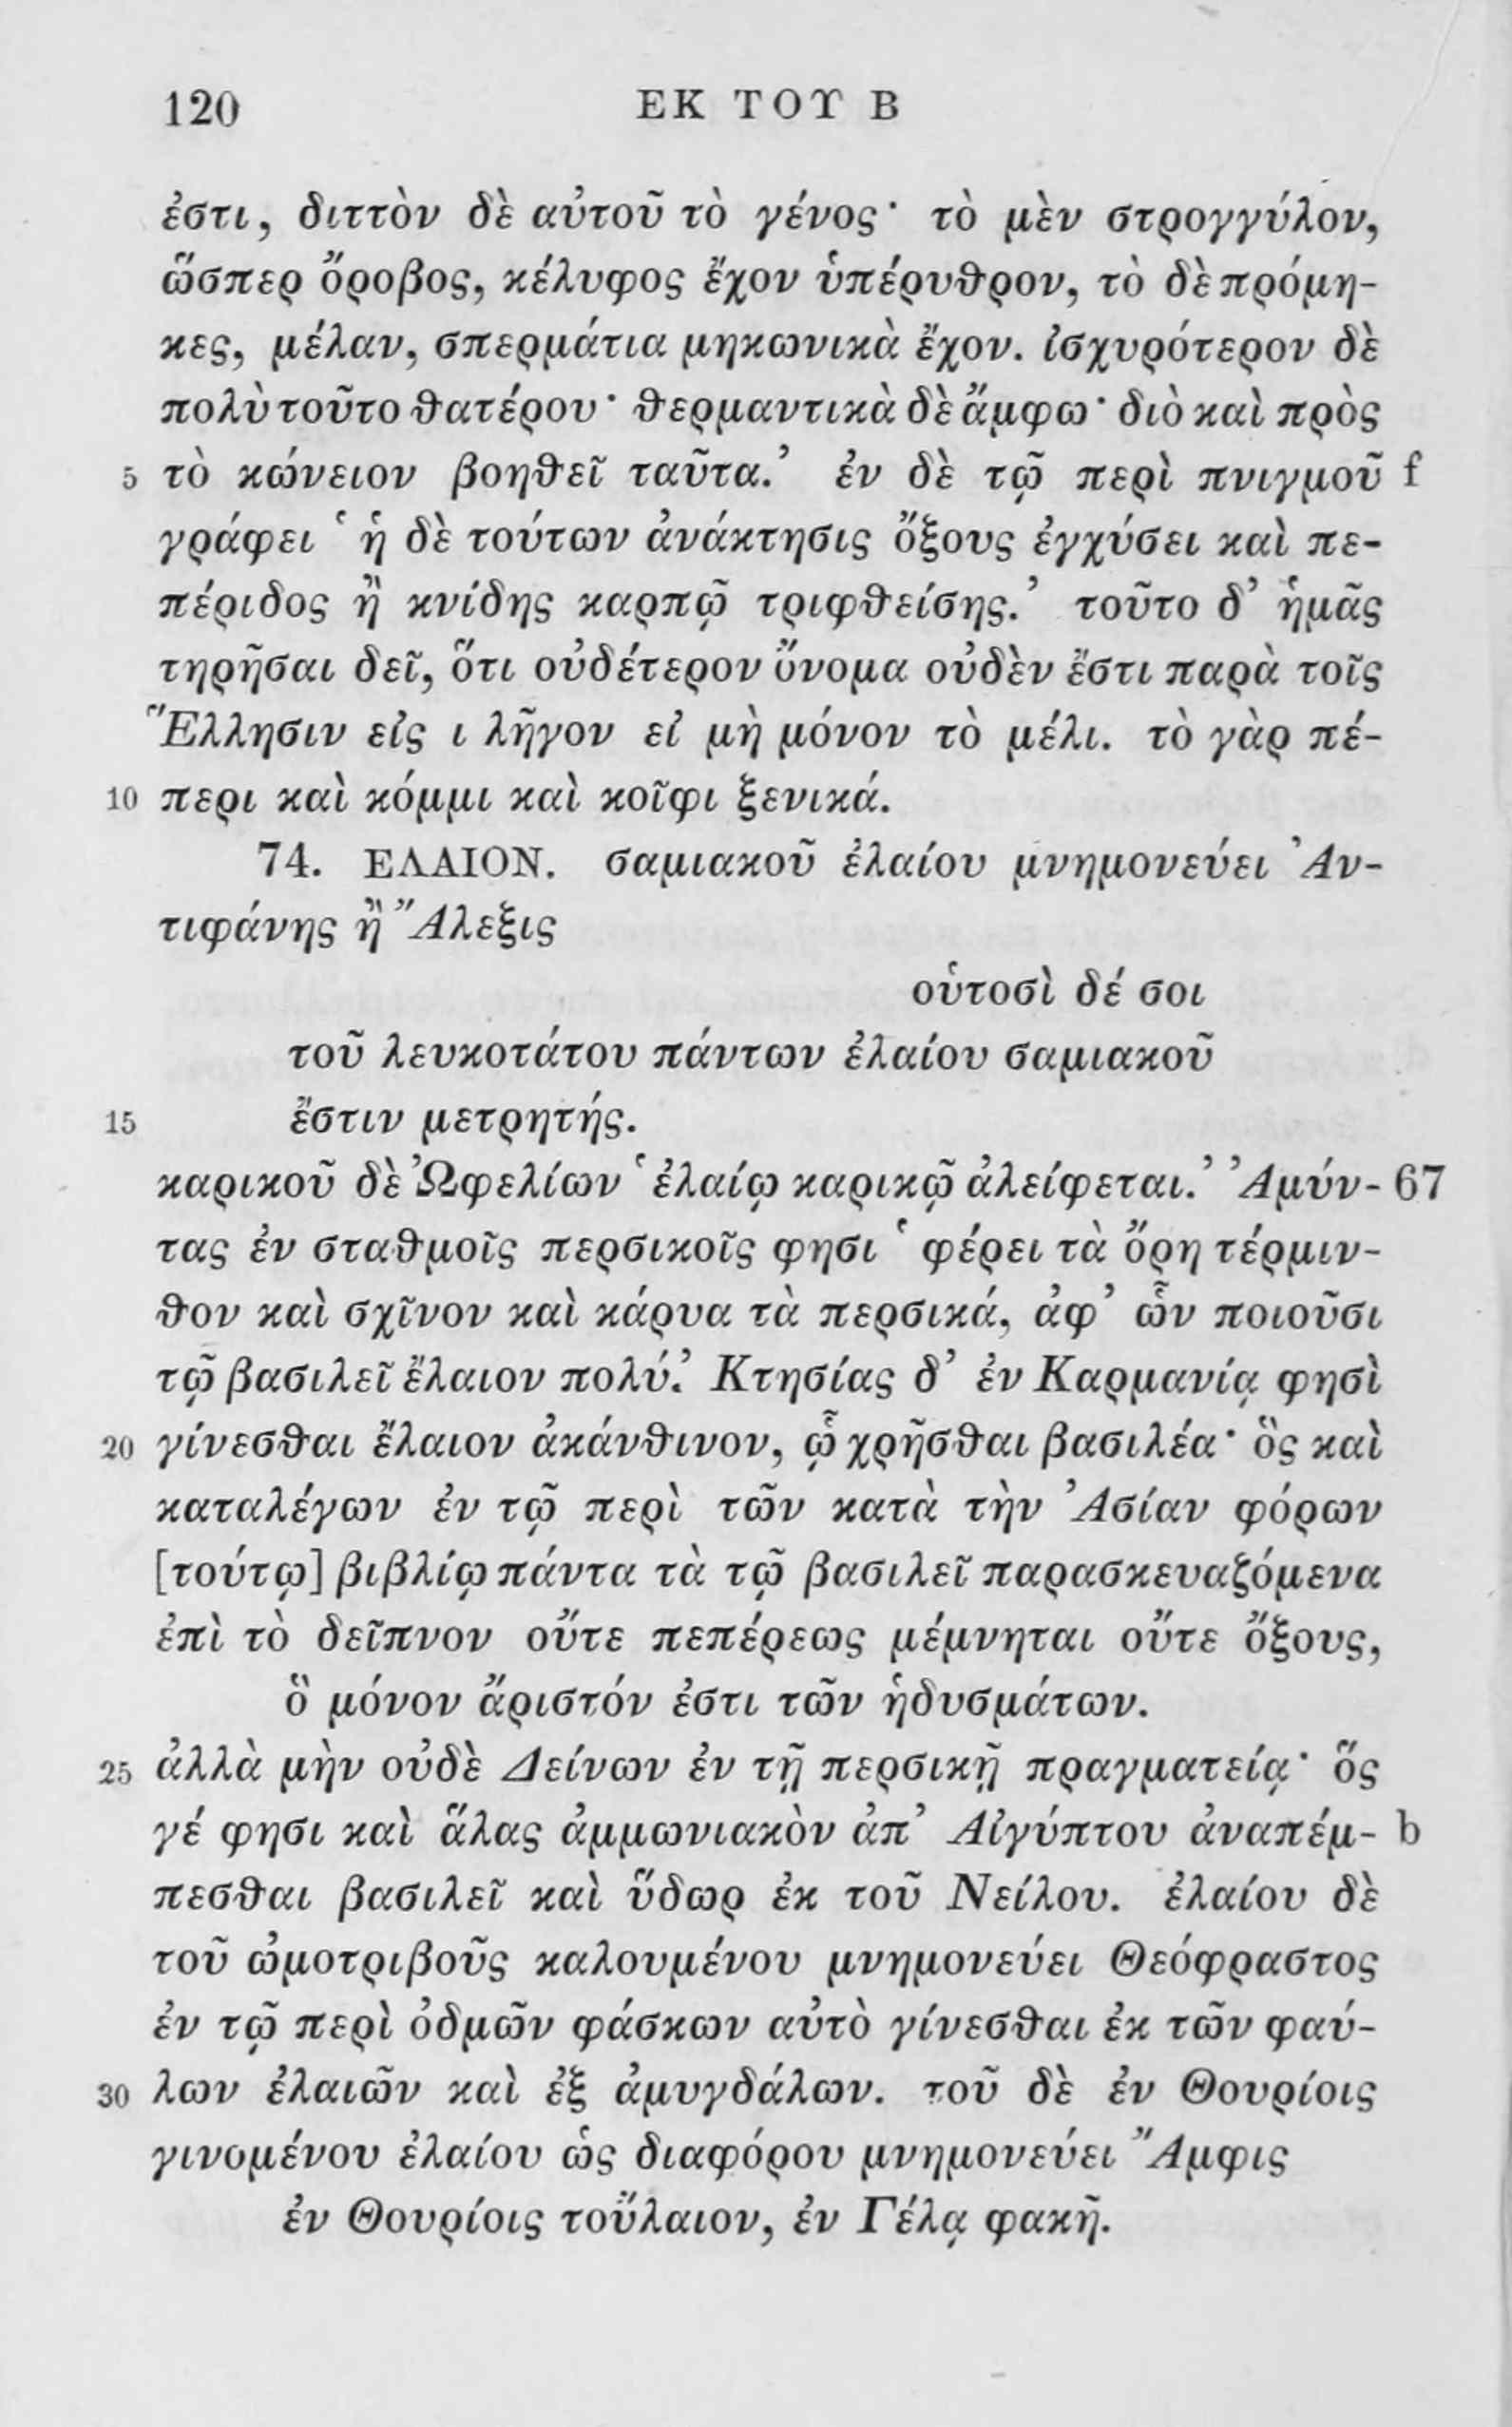 120 ΕΚ ΤΟΥ Β
ἐστι, διττὸν δὲ αὐτοῦ τὸ γένος· τὸ μὲν στρογγύλον,
ὥσπερ ὄροβος, κέλυφος ἔχον ὑπέρυθρον, τὸ δὲ πρόμη-
κες, μέλαν, σπερμάτια μηκωνικὰ ἔχον. ἰσχυρότερον δὲ
πολὺ τοῦτο θατέρου· θερμαντικὰ δὲ ἄμφω· διὸ καὶ πρὸς
5 τὸ κώνειον βοηθεῖ ταῦτα.’ ἐν δὲ τῷ περὶ πνιγμοῦ f
γράφει ‘ἡ δὲ τούτων ἀνάκτησις ὄξους ἐγχύσει καὶ πε-
πέριδος ἢ κνίδης καρπῷ τριφθείσης.’ τοῦτο δ’ ἡμᾶς
τηρῆσαι δεῖ, ὅτι οὐδέτερον ὄνομα οὐδὲν ἔστι παρὰ τοῖς
Ἕλλησιν εἰς ι λῆγον εἰ μὴ μόνον τὸ μέλι. τὸ γὰρ πέ-
10 περι καὶ κόμμι καὶ κοῖφι ξενικά.
74. ΕΛΑΙΟΝ. σαμιακοῦ ἐλαίου μνημονεύει Ἀν-
τιφάνης ἢ Ἄλεξις
οὑτοσὶ δέ σοι
τοῦ λευκοτάτου πάντων ἐλαίου σαμιακοῦ
15 ἔστιν μετρητής.
καρικοῦ δὲ Ὠφελίων ‘ἐλαίῳ καρικῷ ἀλείφεται.’ Ἀμύν- 67
τας ἐν σταθμοῖς περσικοῖς φησι ‘φέρει τὰ ὄρη τέρμιν-
θον καὶ σχῖνον καὶ κάρυα τὰ περσικά, ἀφ’ ὧν ποιοῦσι
τῷ βασιλεῖ ἔλαιον πολύ.’ Κτησίας δ’ ἐν Καρμανίᾳ φησὶ
20 γίνεσθαι ἔλαιον ἀκάνθινον, ᾧ χρῆσθαι βασιλέα· ὃς καὶ
καταλέγων ἐν τῷ περὶ τῶν κατὰ τὴν Ἀσίαν φόρων
[τούτῳ] βιβλίῳ πάντα τὰ τῷ βασιλεῖ παρασκευαζόμενα
ἐπὶ τὸ δεῖπνον οὔτε πεπέρεως μέμνηται οὔτε ὄξους,
ὃ μόνον ἄριστόν ἐστι τῶν ἡδυσμάτων.
25 ἀλλὰ μὴν οὐδὲ Δείνων ἐν τῇ περσικῇ πραγματείᾳ· ὅς
γέ φησι καὶ ἅλας ἀμμωνιακὸν ἀπ’ Αἰγύπτου ἀναπέμ- b
πεσθαι βασιλεῖ καὶ ὕδωρ ἐκ τοῦ Νείλου. ἐλαίου δὲ
τοῦ ὠμοτριβοῦς καλουμένου μνημονεύει Θεόφραστος
ἐν τῷ περὶ ὀδμῶν φάσκων αὐτὸ γίνεσθαι ἐκ τῶν φαύ-
30 λων ἐλαιῶν καὶ ἐξ ἀμυγδάλων. τοῦ δὲ ἐν Θουρίοις
γινομένου ἐλαίου ὡς διαφόρου μνημονεύει Ἄμφις
ἐν Θουρίοις τοὔλαιον, ἐν Γέλᾳ φακῆ.